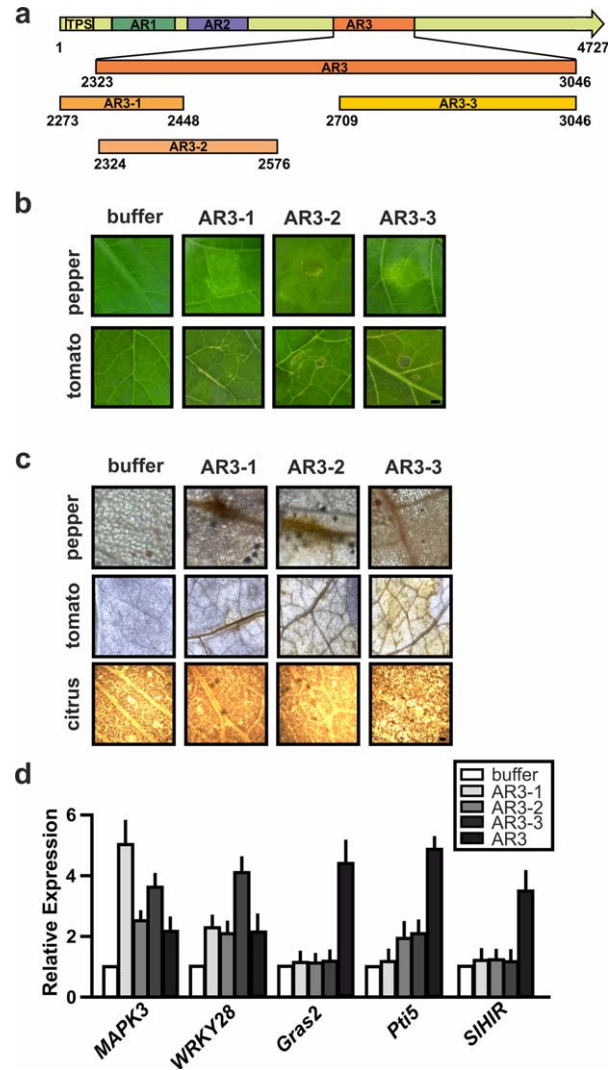 a
TPS AR1 AR2 AR3
1 4727
AR3
2323 3046
AR3-1 AR3-3
2273 2448 2709 3046
AR3-2
2324 2576
b
buffer AR3-1 AR3-2 AR3-3
pepper
tomato
c
buffer AR3-1 AR3-2 AR3-3
pepper
tomato
citrus
d
buffer
AR3-1
AR3-2
AR3-3
AR3
Relative Expression
6
4
2
0
MAPK3 WRKY28 Gras2 Pti5 SlHIR